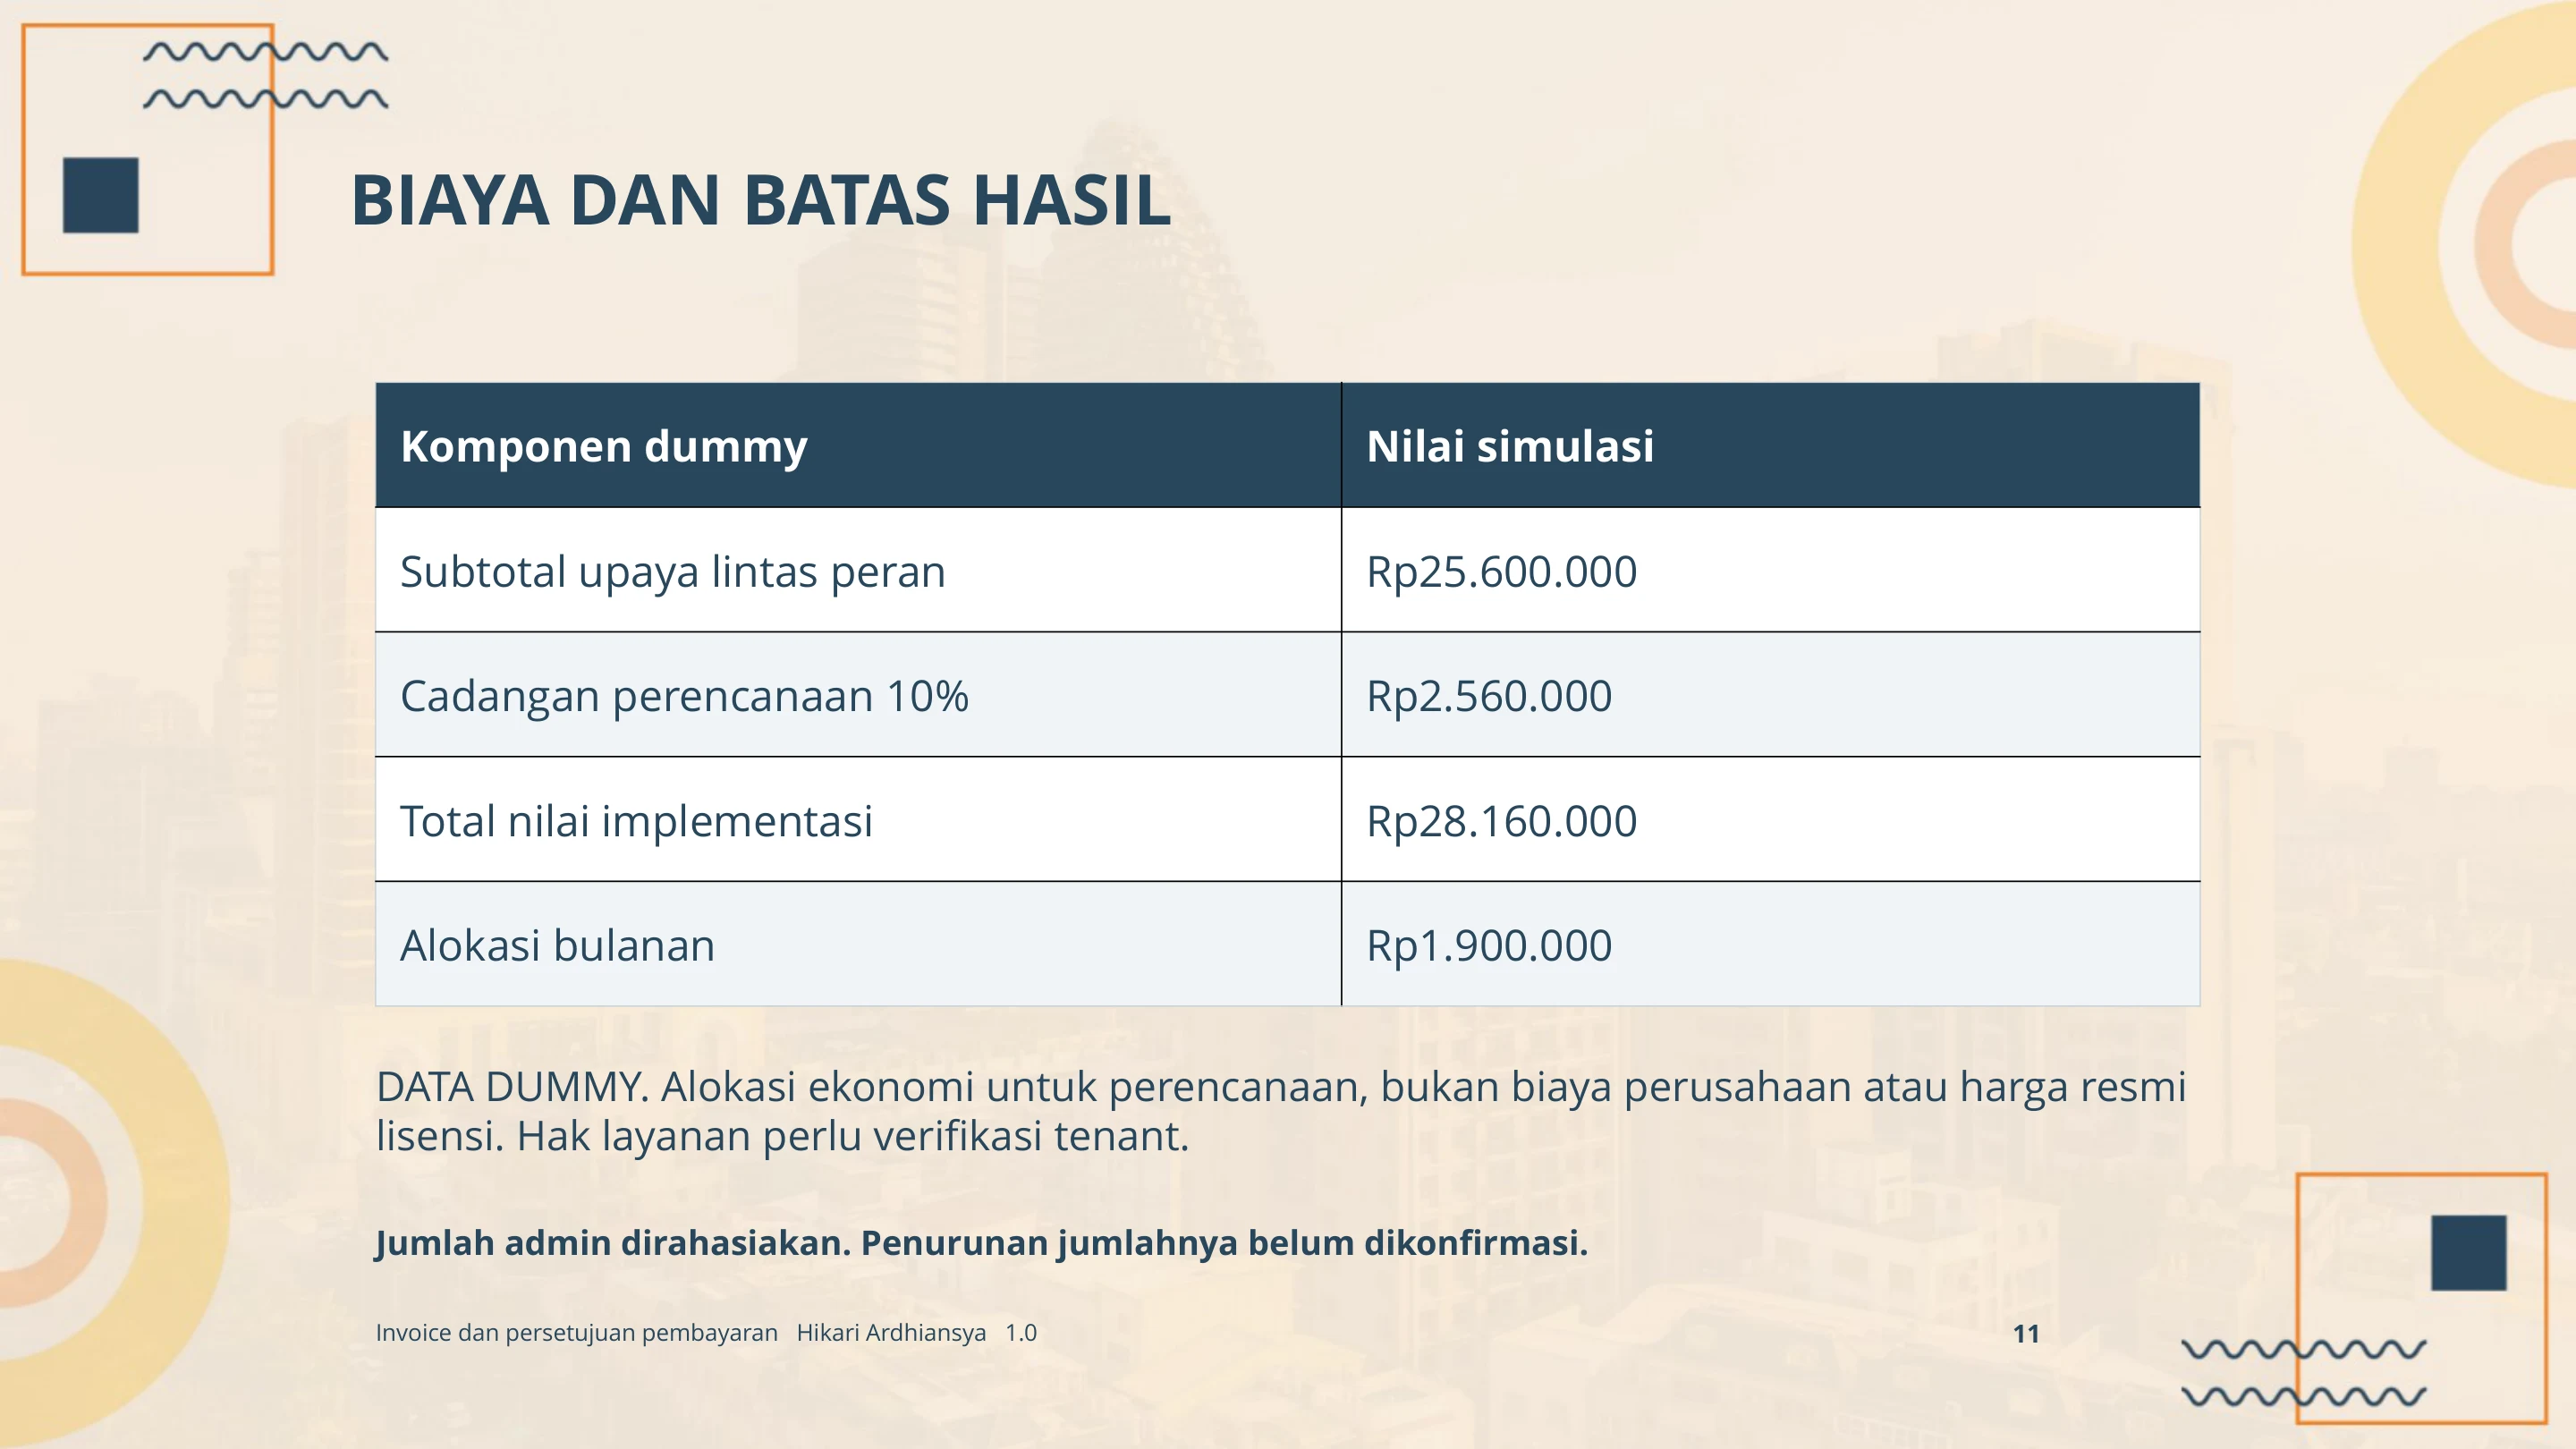 BIAYA DAN BATAS HASIL
Komponen dummy Nilai simulasi
Subtotal upaya lintas peran Rp25.600.000
Cadangan perencanaan 10% Rp2.560.000
Total nilai implementasi Rp28.160.000
Alokasi bulanan Rp1.900.000
DATA DUMMY. Alokasi ekonomi untuk perencanaan, bukan biaya perusahaan atau harga resmi
lisensi. Hak layanan perlu verifikasi tenant.
Jumlah admin dirahasiakan. Penurunan jumlahnya belum dikonfirmasi.
Invoice dan persetujuan pembayaran Hikari Ardhiansya 1.0 11